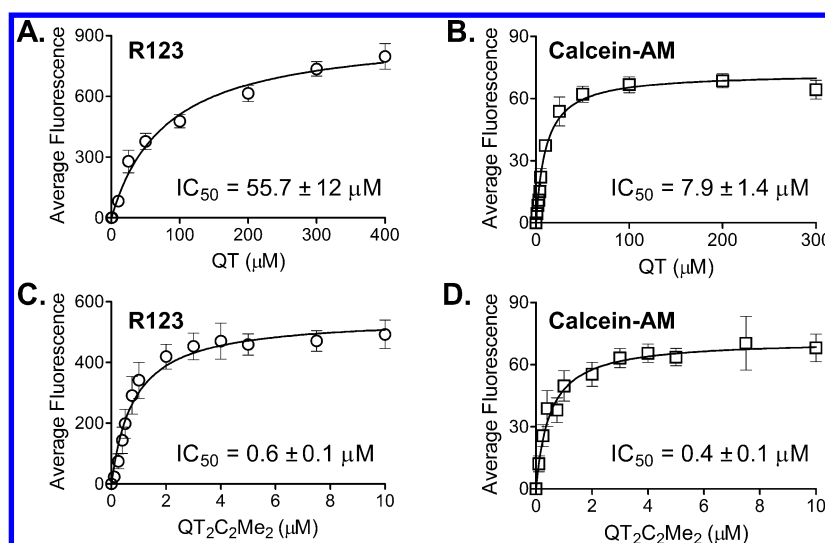 A.
R123
Average Fluorescence
900
600
300
0
IC50 = 55.7 ± 12 μM
0 100 200 300 400
QT (μM)
B.
Calcein-AM
Average Fluorescence
90
60
30
0
IC50 = 7.9 ± 1.4 μM
0 100 200 300
QT (μM)
C.
R123
Average Fluorescence
600
400
200
0
IC50 = 0.6 ± 0.1 μM
0 2 4 6 8 10
QT2C2Me2 (μM)
D.
Calcein-AM
Average Fluorescence
90
60
30
0
IC50 = 0.4 ± 0.1 μM
0 2 4 6 8 10
QT2C2Me2 (μM)